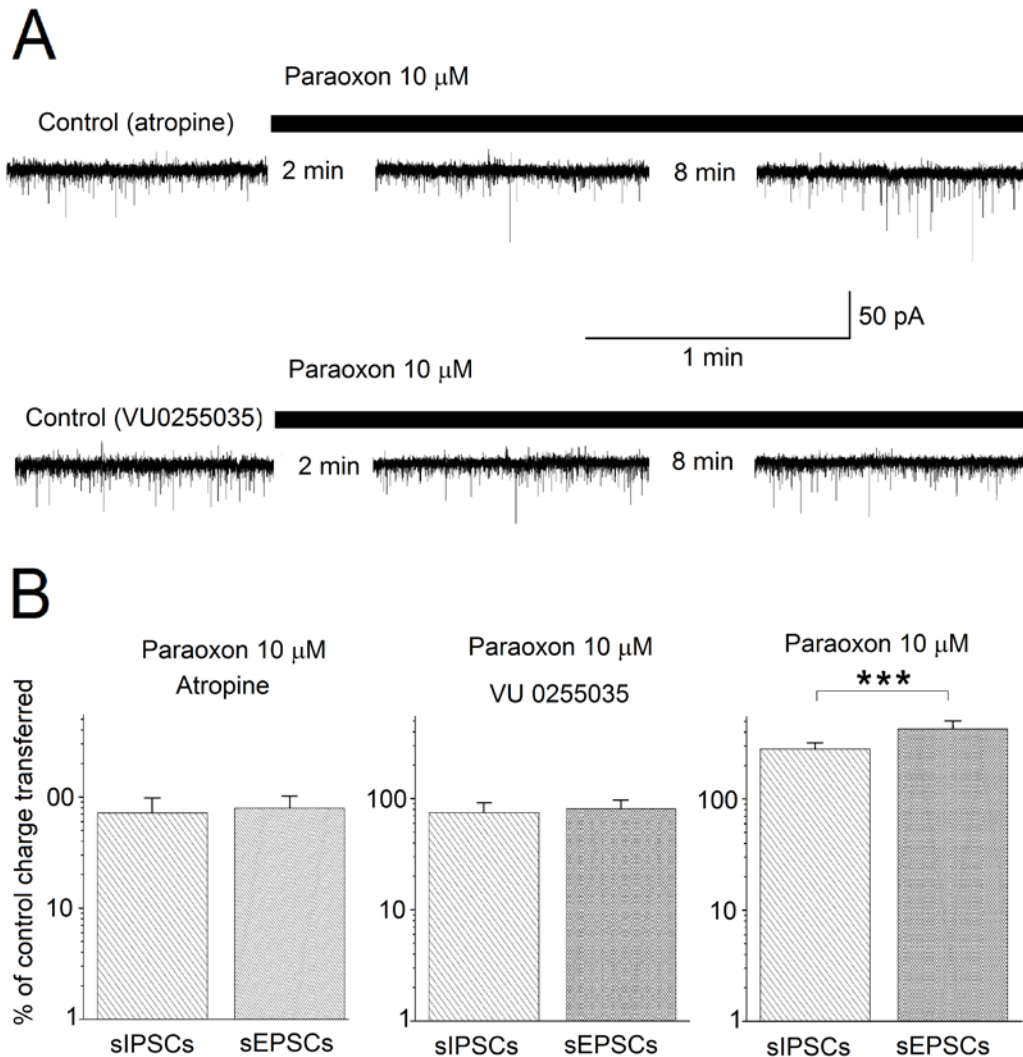 A
Paraoxon 10 μM
Control (atropine)
2 min
8 min
50 pA
1 min
Paraoxon 10 μM
Control (VU0255035)
2 min
8 min
B
% of control charge transferred
Paraoxon 10 μM
Atropine
00
10
1
sIPSCs
sEPSCs
Paraoxon 10 μM
VU 0255035
100
10
1
sIPSCs
sEPSCs
Paraoxon 10 μM
***
100
10
1
sIPSCs
sEPSCs